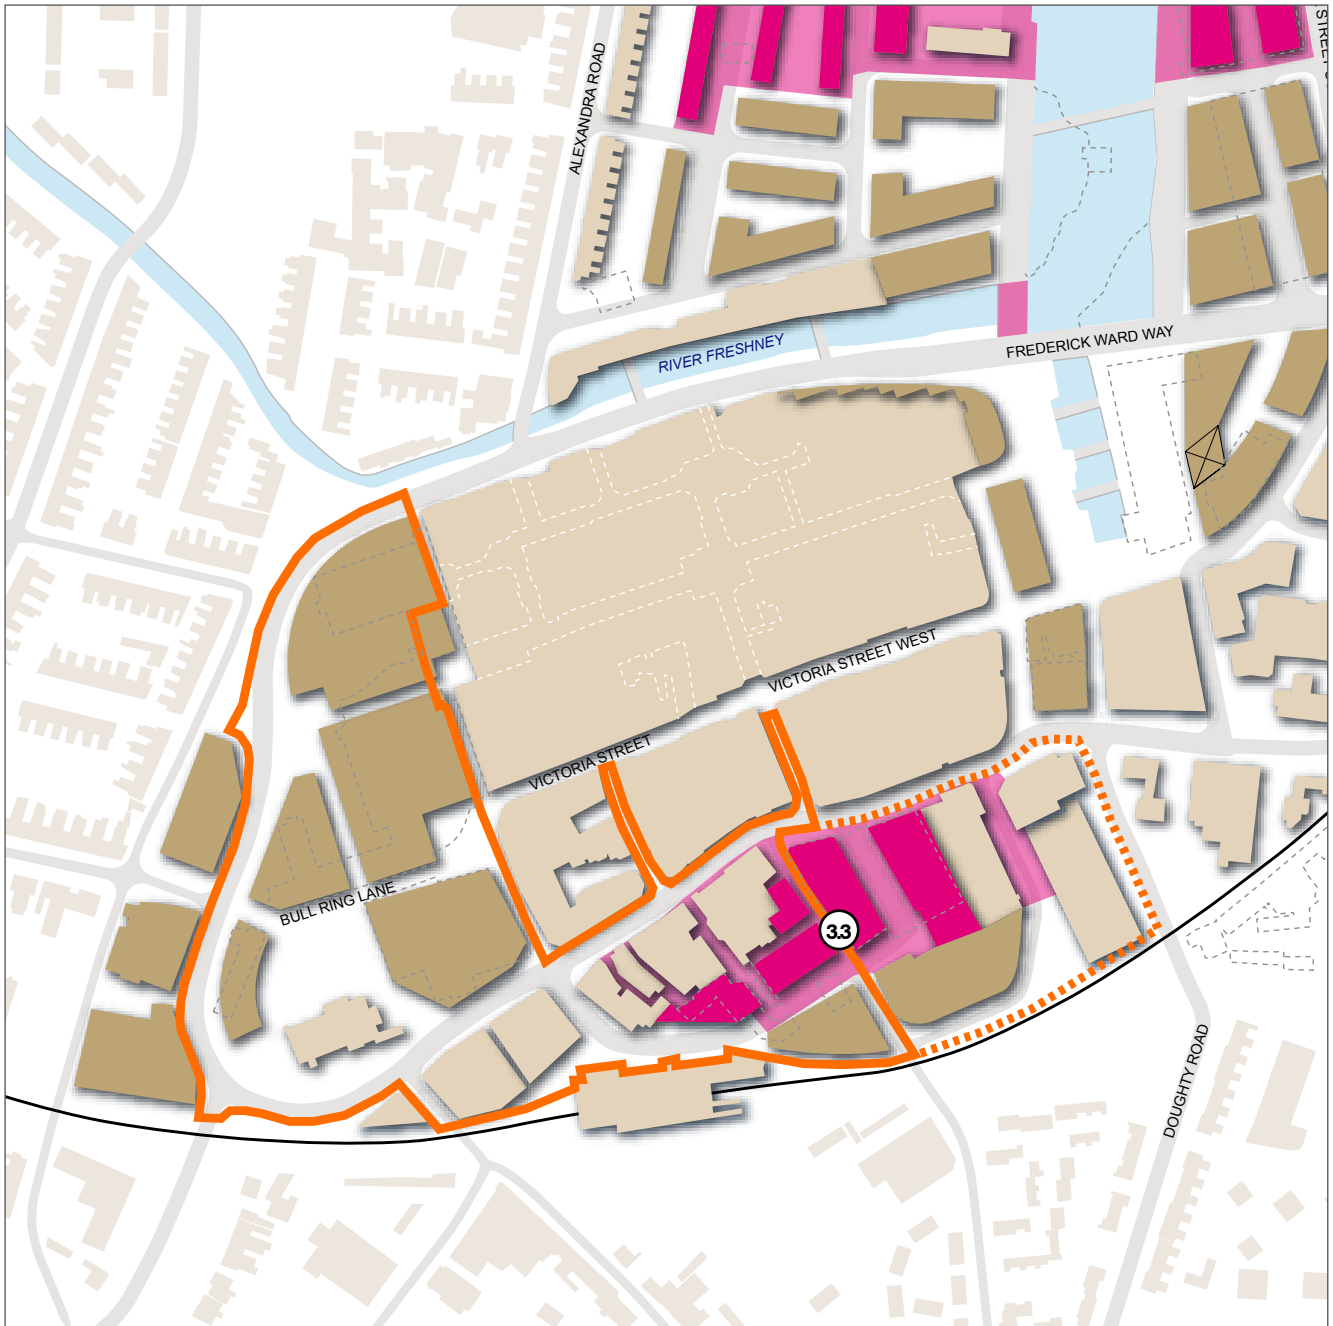 ALEXANDRA ROAD
STREET
RIVER FRESHNEY
FREDERICK WARD WAY
VICTORIA STREET WEST
VICTORIA STREET
BULL RING LANE
3.3
DOUGHTY ROAD